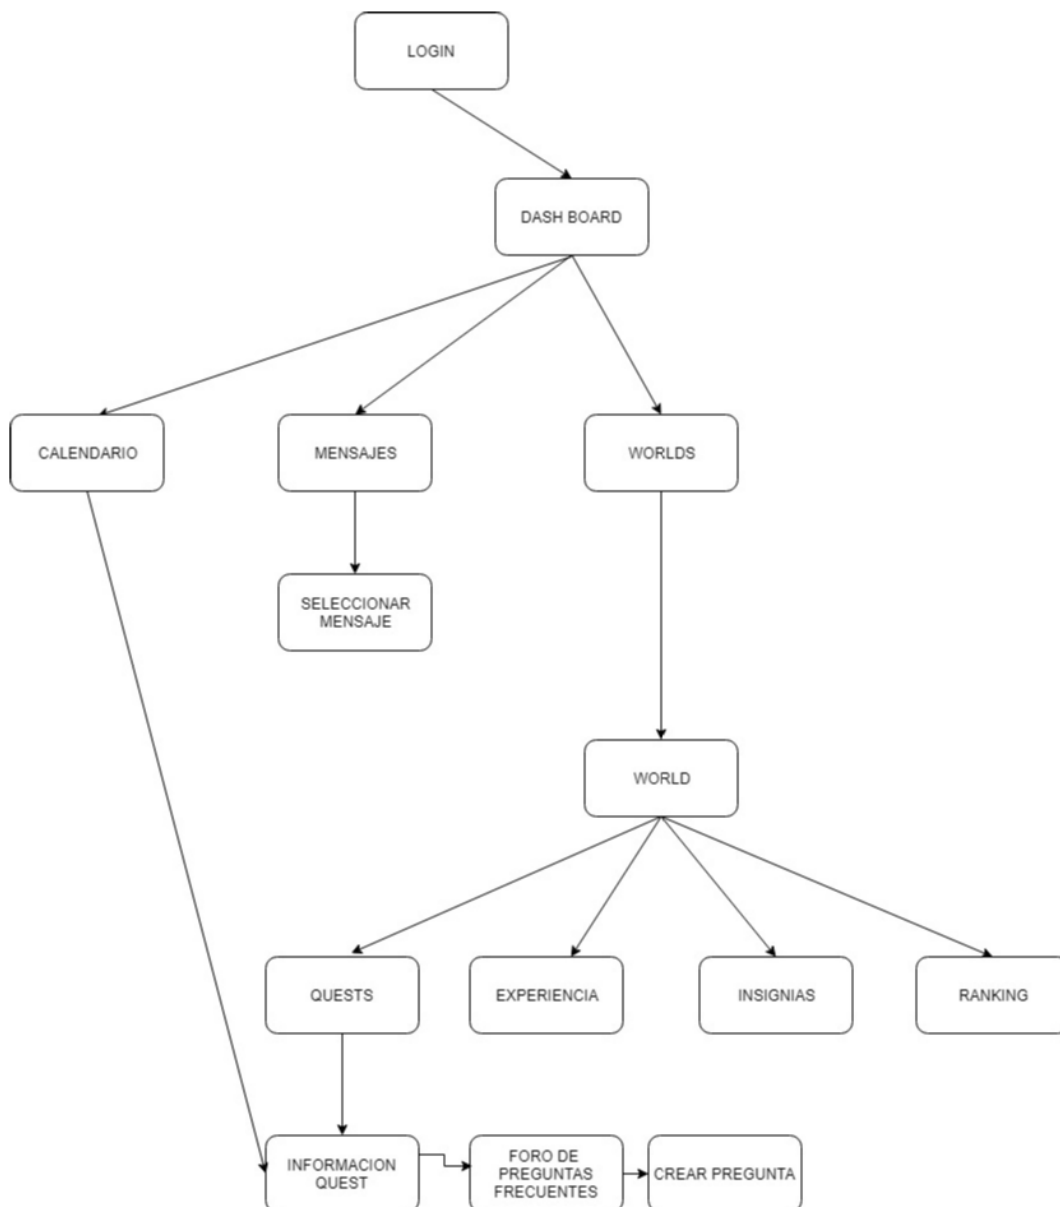 LOGIN
DASH BOARD
CALENDARIO
MENSAJES
WORLDS
SELECCIONAR
MENSAJE
WORLD
QUESTS
EXPERIENCIA
INSIGNIAS
RANKING
INFORMACION
QUEST
FORO DE
PREGUNTAS
FRECUENTES
CREAR PREGUNTA